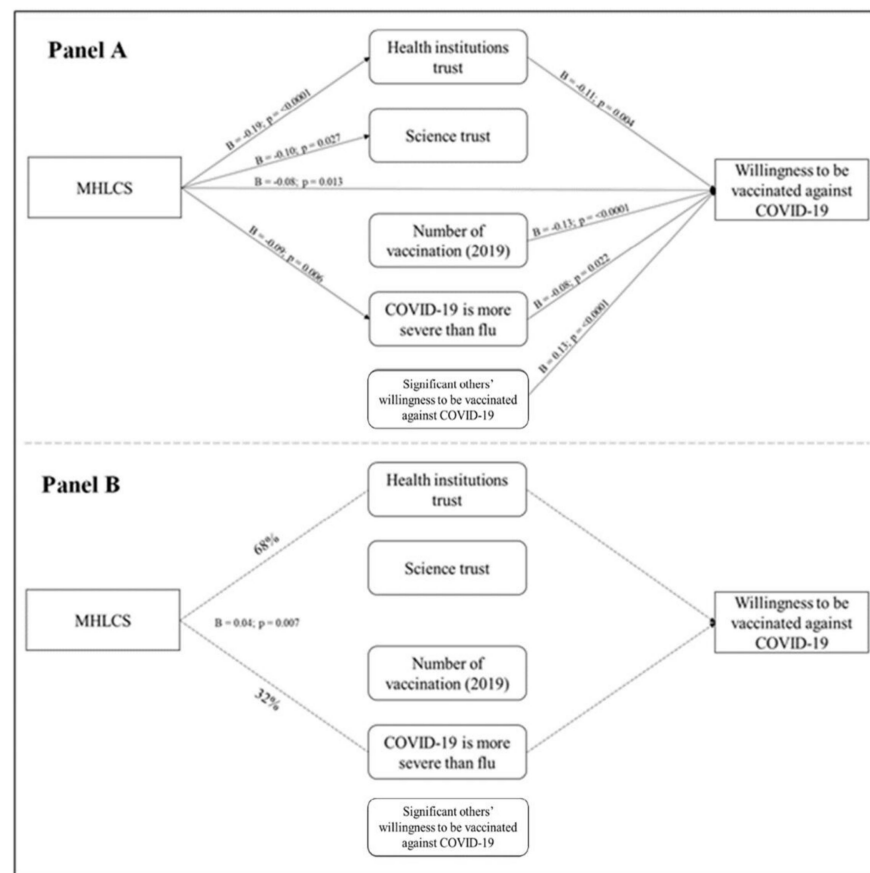 Panel A
Health institutions
trust
B = -0.19; p = <0.0001
B = -0.11; p = 0.004
Science trust
B = -0.10; p = 0.027
MHLCS
B = -0.08; p = 0.013
Willingness to be
vaccinated against
COVID-19
Number of
vaccination (2019)
B = -0.13; p = <0.0001
B = -0.09; p = 0.006
COVID-19 is more
severe than flu
B = -0.08; p = 0.022
B = 0.13; p = <0.0001
Significant others'
willingness to be vaccinated
against COVID-19
Panel B
Health institutions
trust
68%
Science trust
MHLCS
B = 0.04; p = 0.007
Willingness to be
vaccinated against
COVID-19
Number of
vaccination (2019)
32%
COVID-19 is more
severe than flu
Significant others'
willingness to be vaccinated
against COVID-19